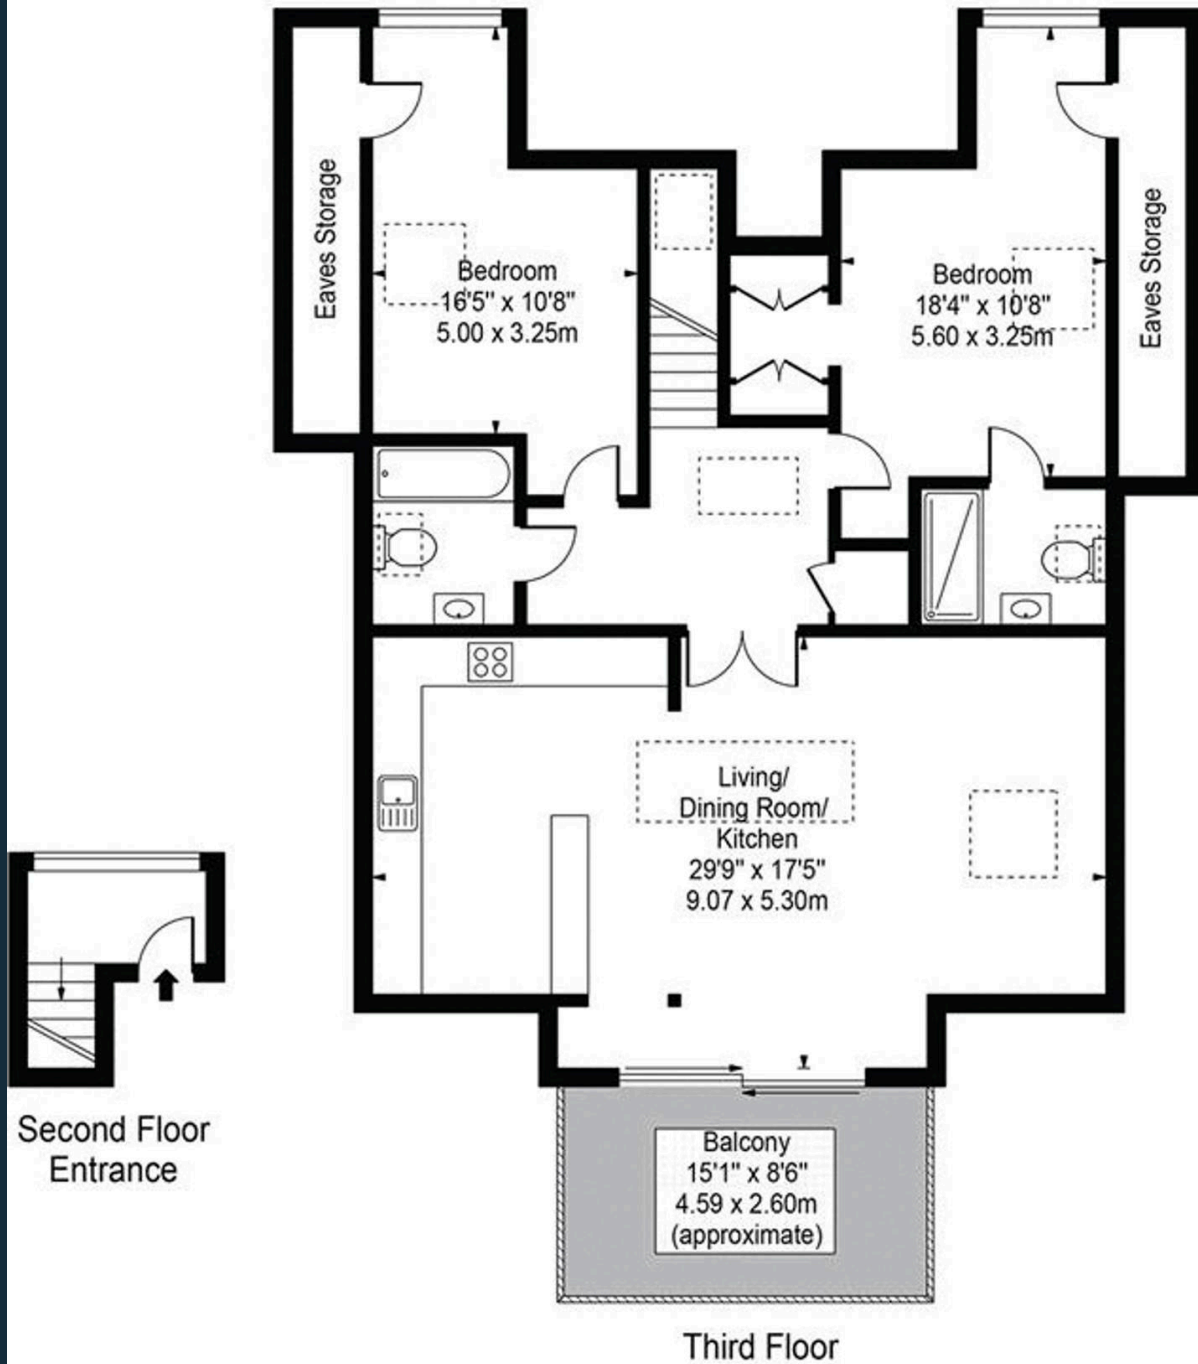 Eaves Storage
Bedroom
16'5" x 10'8"
5.00 x 3.25m
Bedroom
18'4" x 10'8"
5.60 x 3.25m
Eaves Storage
Living/
Dining Room/
Kitchen
29'9" x 17'5"
9.07 x 5.30m
Second Floor
Entrance
Balcony
15'1" x 8'6"
4.59 x 2.60m
(approximate)
Third Floor